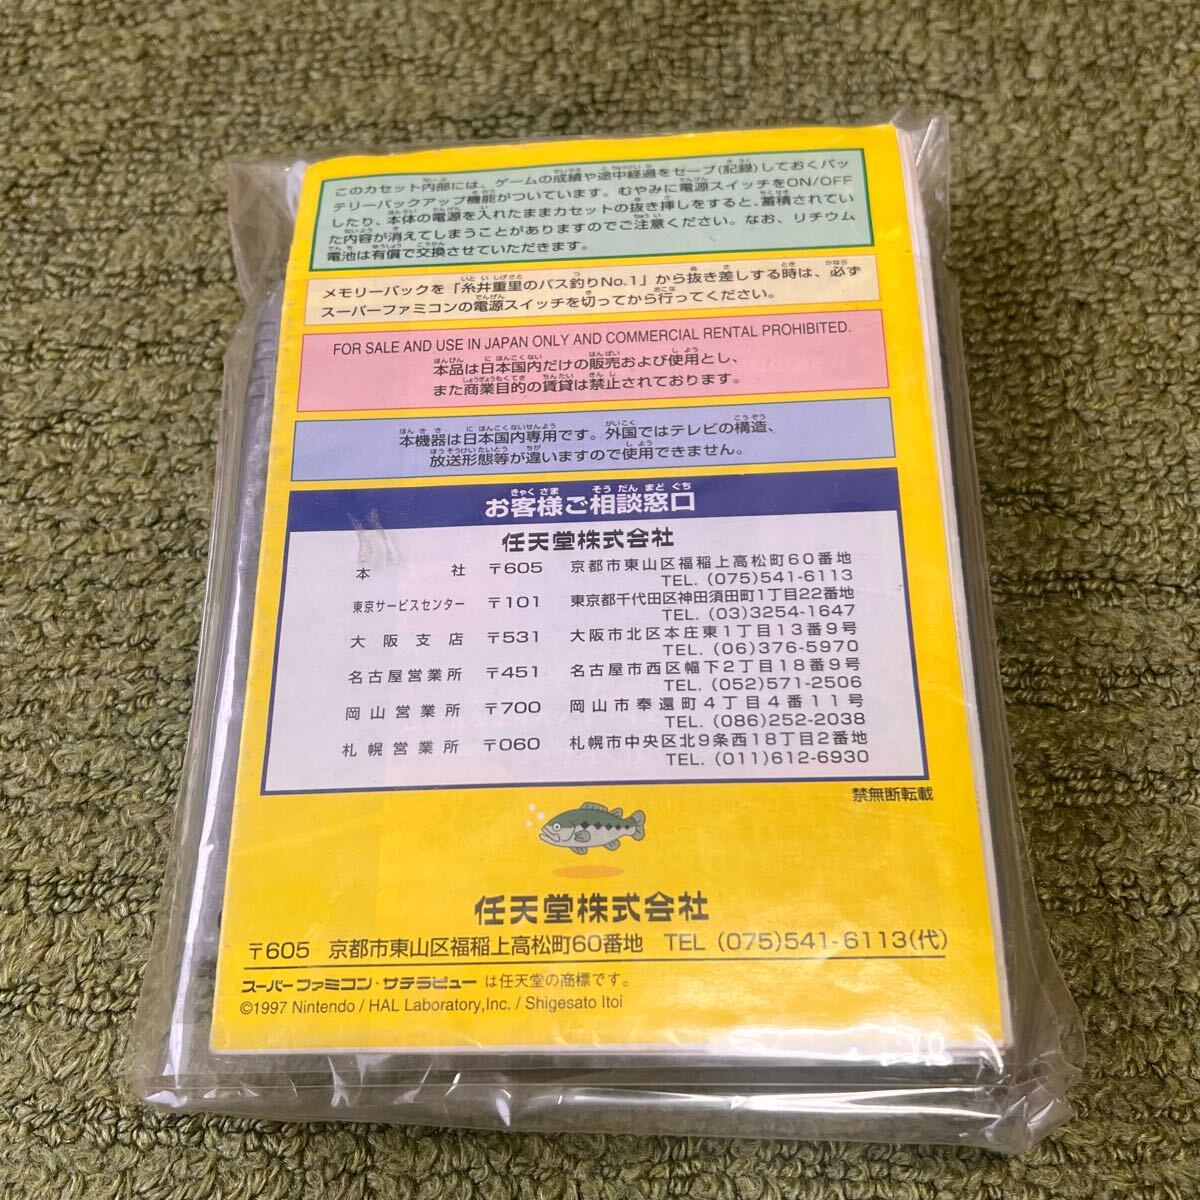 このカセット内部には、ゲームの成績や途中経過をセーブ(記録)しておくバッ
テリーバックアップ機能がついています。むやみに電源スイッチをON/OFF
したり、本体の電源を入れたままカセットの抜き挿しをすると、蓄積されてい
た内容が消えてしまうことがありますのでご注意ください。なお、リチウム
電池は有償で交換させていただきます。
メモリーパックを「糸井重里のバス釣りNo.1」から抜き差しする時は、必ず
スーパーファミコンの電源スイッチを切ってから行ってください。
FOR SALE AND USE IN JAPAN ONLY AND COMMERCIAL RENTAL PROHIBITED.
本品は日本国内だけの販売および使用とし、
また商業目的の賃貸は禁止されております。
本機器は日本国内専用です。外国ではテレビの構造、
放送形態等が違いますので使用できません。
お客様ご相談窓口
任天堂株式会社
本社 〒605 京都市東山区福稲上高松町60番地
TEL. (075)541-6113
東京サービスセンター 〒101 東京都千代田区神田須田町1丁目22番地
TEL. (03)3254-1647
大阪支店 〒531 大阪市北区本庄東1丁目13番9号
TEL. (06)376-5970
名古屋営業所 〒451 名古屋市西区幅下2丁目18番9号
TEL. (052)571-2506
岡山営業所 〒700 岡山市奉還町4丁目4番11号
TEL. (086)252-2038
札幌営業所 〒060 札幌市中央区北9条西18丁目2番地
TEL. (011)612-6930
禁無断転載
任天堂株式会社
〒605 京都市東山区福稲上高松町60番地 TEL (075)541-6113(代)
スーパーファミコン・サテラビュー は任天堂の商標です。
©1997 Nintendo / HAL Laboratory,Inc. / Shigesato Itoi